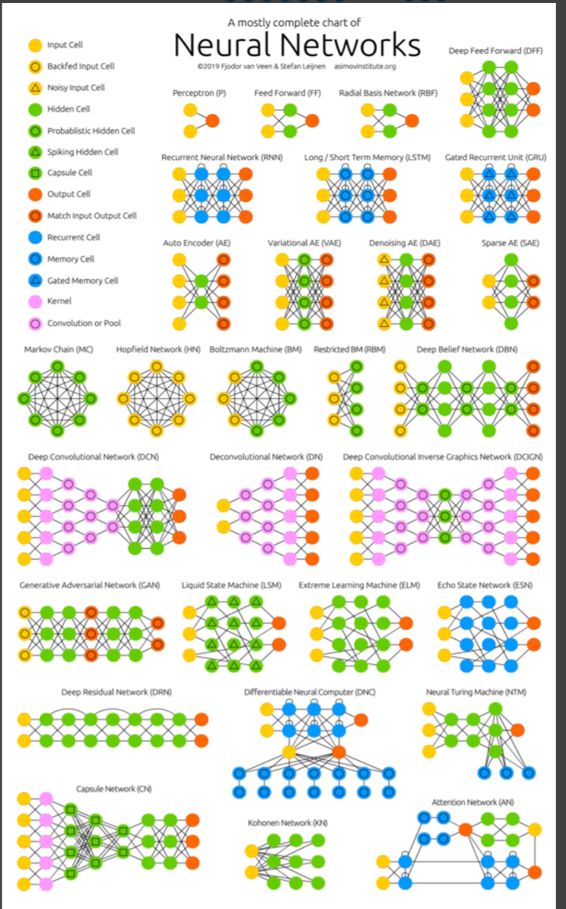 A mostly complete chart of
Neural Networks
©2019 Fjodor van Veen & Stefan Leijnen asimovinstitute.org
Input Cell
Backfed Input Cell
Noisy Input Cell
Hidden Cell
Probablistic Hidden Cell
Spiking Hidden Cell
Capsule Cell
Output Cell
Match Input Output Cell
Recurrent Cell
Memory Cell
Gated Memory Cell
Kernel
Convolution or Pool
Deep Feed Forward (DFF)
Perceptron (P) Feed Forward (FF) Radial Basis Network (RBF)
Recurrent Neural Network (RNN) Long / Short Term Memory (LSTM) Gated Recurrent Unit (GRU)
Auto Encoder (AE) Variational AE (VAE) Denoising AE (DAE) Sparse AE (SAE)
Markov Chain (MC) Hopfield Network (HN) Boltzmann Machine (BM) Restricted BM (RBM) Deep Belief Network (DBN)
Deep Convolutional Network (DCN) Deconvolutional Network (DN) Deep Convolutional Inverse Graphics Network (DCIGN)
Generative Adversarial Network (GAN) Liquid State Machine (LSM) Extreme Learning Machine (ELM) Echo State Network (ESN)
Deep Residual Network (DRN) Differentiable Neural Computer (DNC) Neural Turing Machine (NTM)
Capsule Network (CN) Kohonen Network (KN) Attention Network (AN)